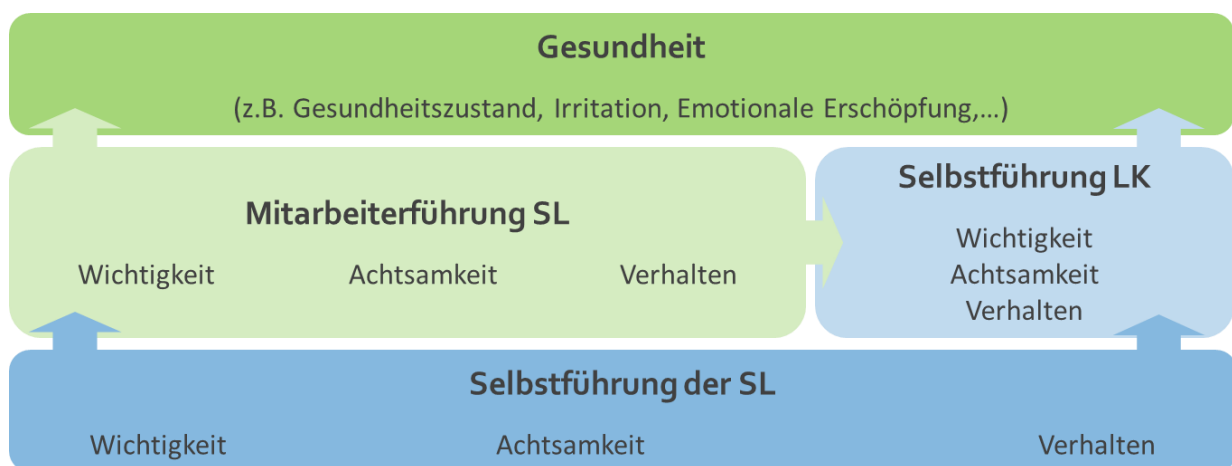 Gesundheit
(z.B. Gesundheitszustand, Irritation, Emotionale Erschöpfung,...)
Mitarbeiterführung SL
Wichtigkeit Achtsamkeit Verhalten
Selbstführung LK
Wichtigkeit
Achtsamkeit
Verhalten
Selbstführung der SL
Wichtigkeit Achtsamkeit Verhalten